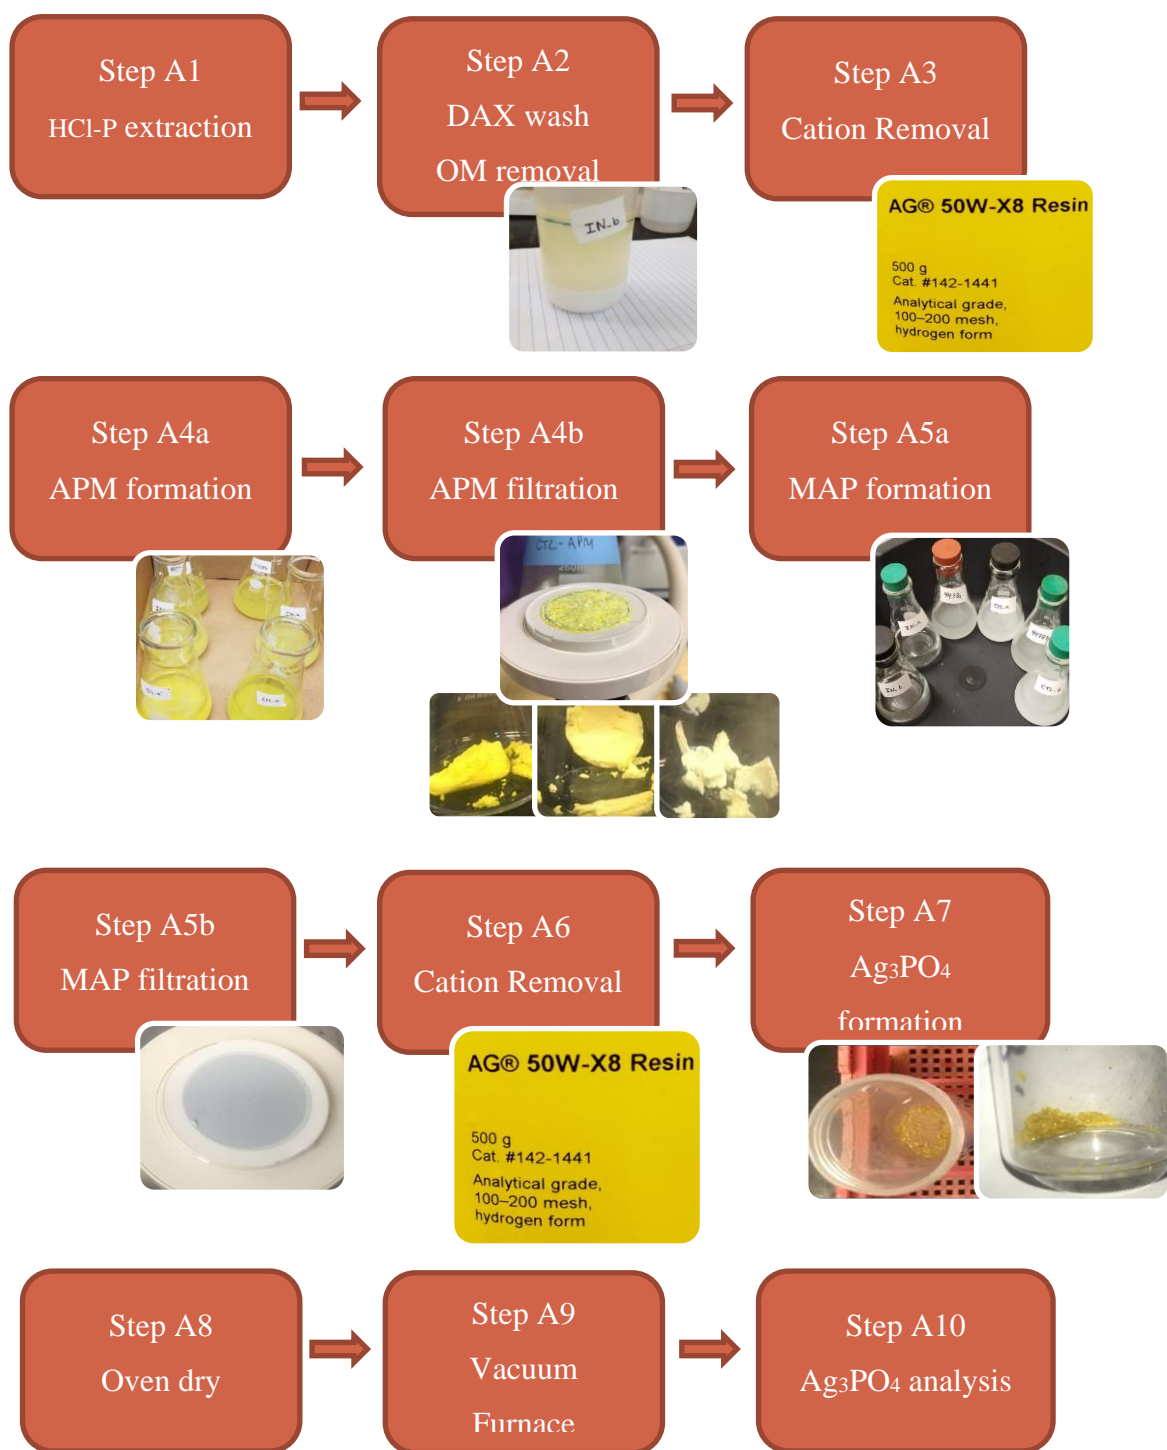 Step A1
HCl-P extraction
Step A2
DAX wash
OM removal
Step A3
Cation Removal
IN_b
AG® 50W-X8 Resin
500 g
Cat. #142-1441
Analytical grade,
100–200 mesh,
hydrogen form
Step A4a
APM formation
Step A4b
APM filtration
Step A5a
MAP formation
CTL-APM
Step A5b
MAP filtration
Step A6
Cation Removal
Step A7
Ag3PO4
formation
AG® 50W-X8 Resin
500 g
Cat. #142-1441
Analytical grade,
100–200 mesh,
hydrogen form
Step A8
Oven dry
Step A9
Vacuum
Furnace
Step A10
Ag3PO4 analysis